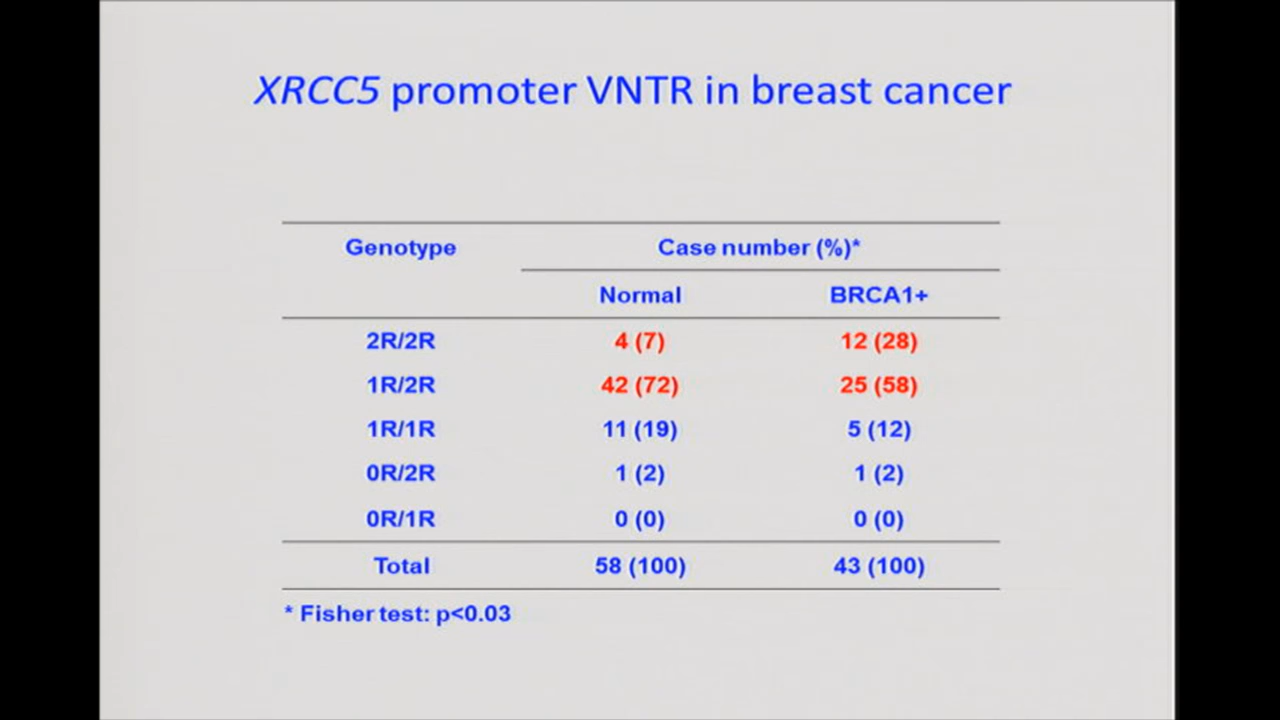 XRCC5 promoter VNTR in breast cancer
Genotype Case number (%)*
Normal BRCA1+
2R/2R 4 (7) 12 (28)
1R/2R 42 (72) 25 (58)
1R/1R 11 (19) 5 (12)
0R/2R 1 (2) 1 (2)
0R/1R 0 (0) 0 (0)
Total 58 (100) 43 (100)
* Fisher test: p<0.03